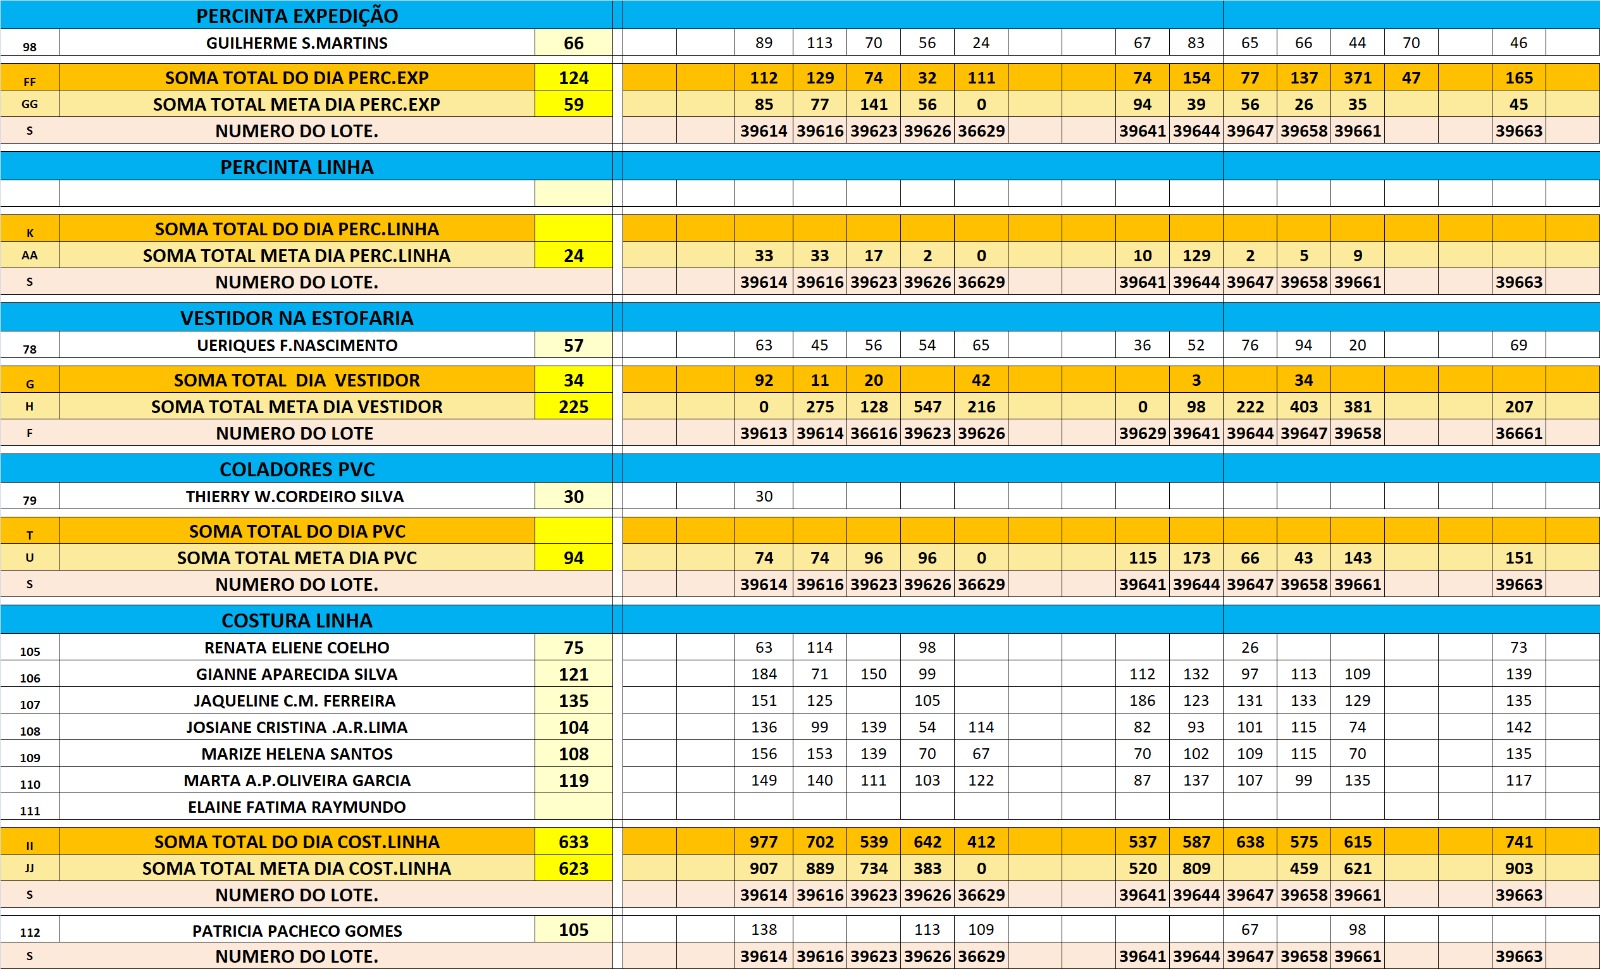 PERCINTA EXPEDIÇÃO
98 GUILHERME S.MARTINS 66 89 113 70 56 24 67 83 65 66 44 70 46
FF SOMA TOTAL DO DIA PERC.EXP 124 112 129 74 32 111 74 154 77 137 371 47 165
GG SOMA TOTAL META DIA PERC.EXP 59 85 77 141 56 0 94 39 56 26 35 45
S NUMERO DO LOTE. 39614 39616 39623 39626 36629 39641 39644 39647 39658 39661 39663
PERCINTA LINHA
K SOMA TOTAL DO DIA PERC.LINHA
AA SOMA TOTAL META DIA PERC.LINHA 24 33 33 17 2 0 10 129 2 5 9
S NUMERO DO LOTE. 39614 39616 39623 39626 36629 39641 39644 39647 39658 39661 39663
VESTIDOR NA ESTOFARIA
78 UERIQUES F.NASCIMENTO 57 63 45 56 54 65 36 52 76 94 20 69
G SOMA TOTAL DIA VESTIDOR 34 92 11 20 42 3 34
H SOMA TOTAL META DIA VESTIDOR 225 0 275 128 547 216 0 98 222 403 381 207
F NUMERO DO LOTE 39613 39614 36616 39623 39626 39629 39641 39644 39647 39658 36661
COLADORES PVC
79 THIERRY W.CORDEIRO SILVA 30 30
T SOMA TOTAL DO DIA PVC
U SOMA TOTAL META DIA PVC 94 74 74 96 96 0 115 173 66 43 143 151
S NUMERO DO LOTE. 39614 39616 39623 39626 36629 39641 39644 39647 39658 39661 39663
COSTURA LINHA
105 RENATA ELIENE COELHO 75 63 114 98 26 73
106 GIANNE APARECIDA SILVA 121 184 71 150 99 112 132 97 113 109 139
107 JAQUELINE C.M. FERREIRA 135 151 125 105 186 123 131 133 129 135
108 JOSIANE CRISTINA .A.R.LIMA 104 136 99 139 54 114 82 93 101 115 74 142
109 MARIZE HELENA SANTOS 108 156 153 139 70 67 70 102 109 115 70 135
110 MARTA A.P.OLIVEIRA GARCIA 119 149 140 111 103 122 87 137 107 99 135 117
111 ELAINE FATIMA RAYMUNDO
II SOMA TOTAL DO DIA COST.LINHA 633 977 702 539 642 412 537 587 638 575 615 741
JJ SOMA TOTAL META DIA COST.LINHA 623 907 889 734 383 0 520 809 459 621 903
S NUMERO DO LOTE. 39614 39616 39623 39626 36629 39641 39644 39647 39658 39661 39663
112 PATRICIA PACHECO GOMES 105 138 113 109 67 98
S NUMERO DO LOTE. 39614 39616 39623 39626 36629 39641 39644 39647 39658 39661 39663